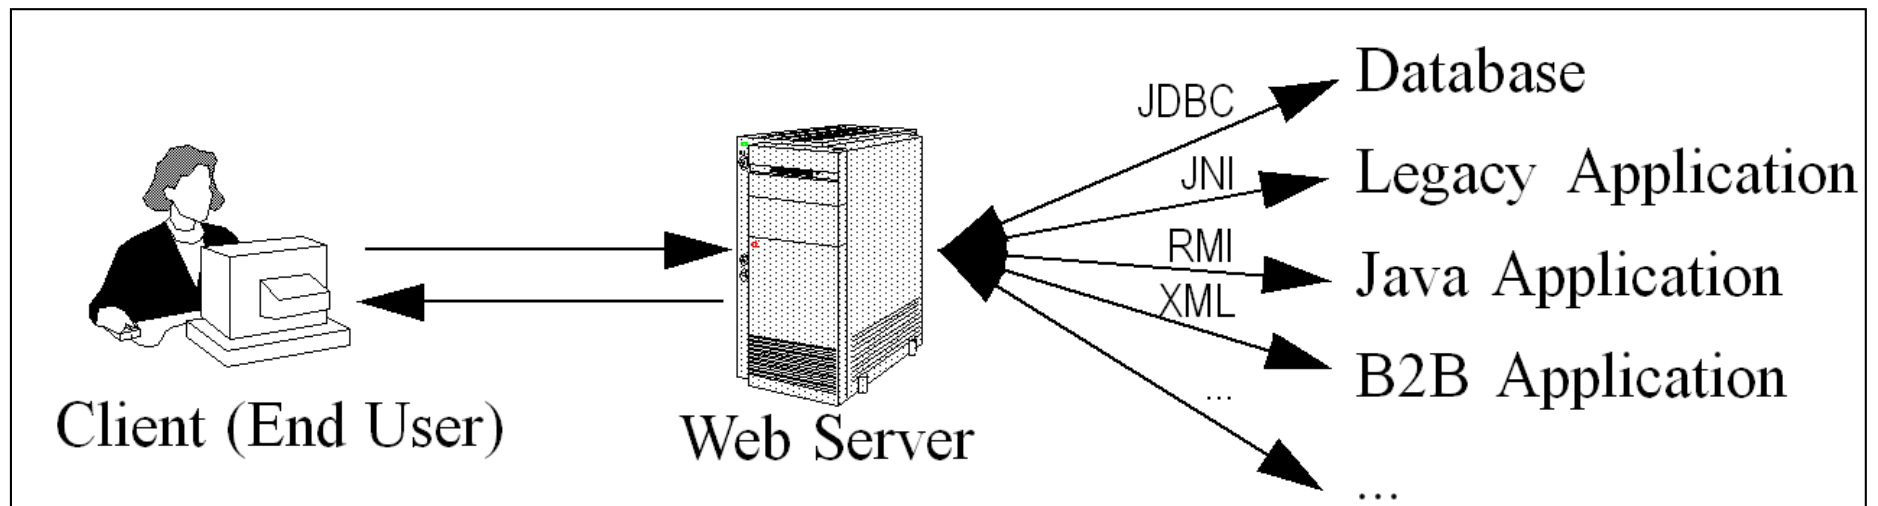 JDBC
Database
JNI
Legacy Application
RMI
Java Application
XML
B2B Application
...
...
Client (End User)
Web Server